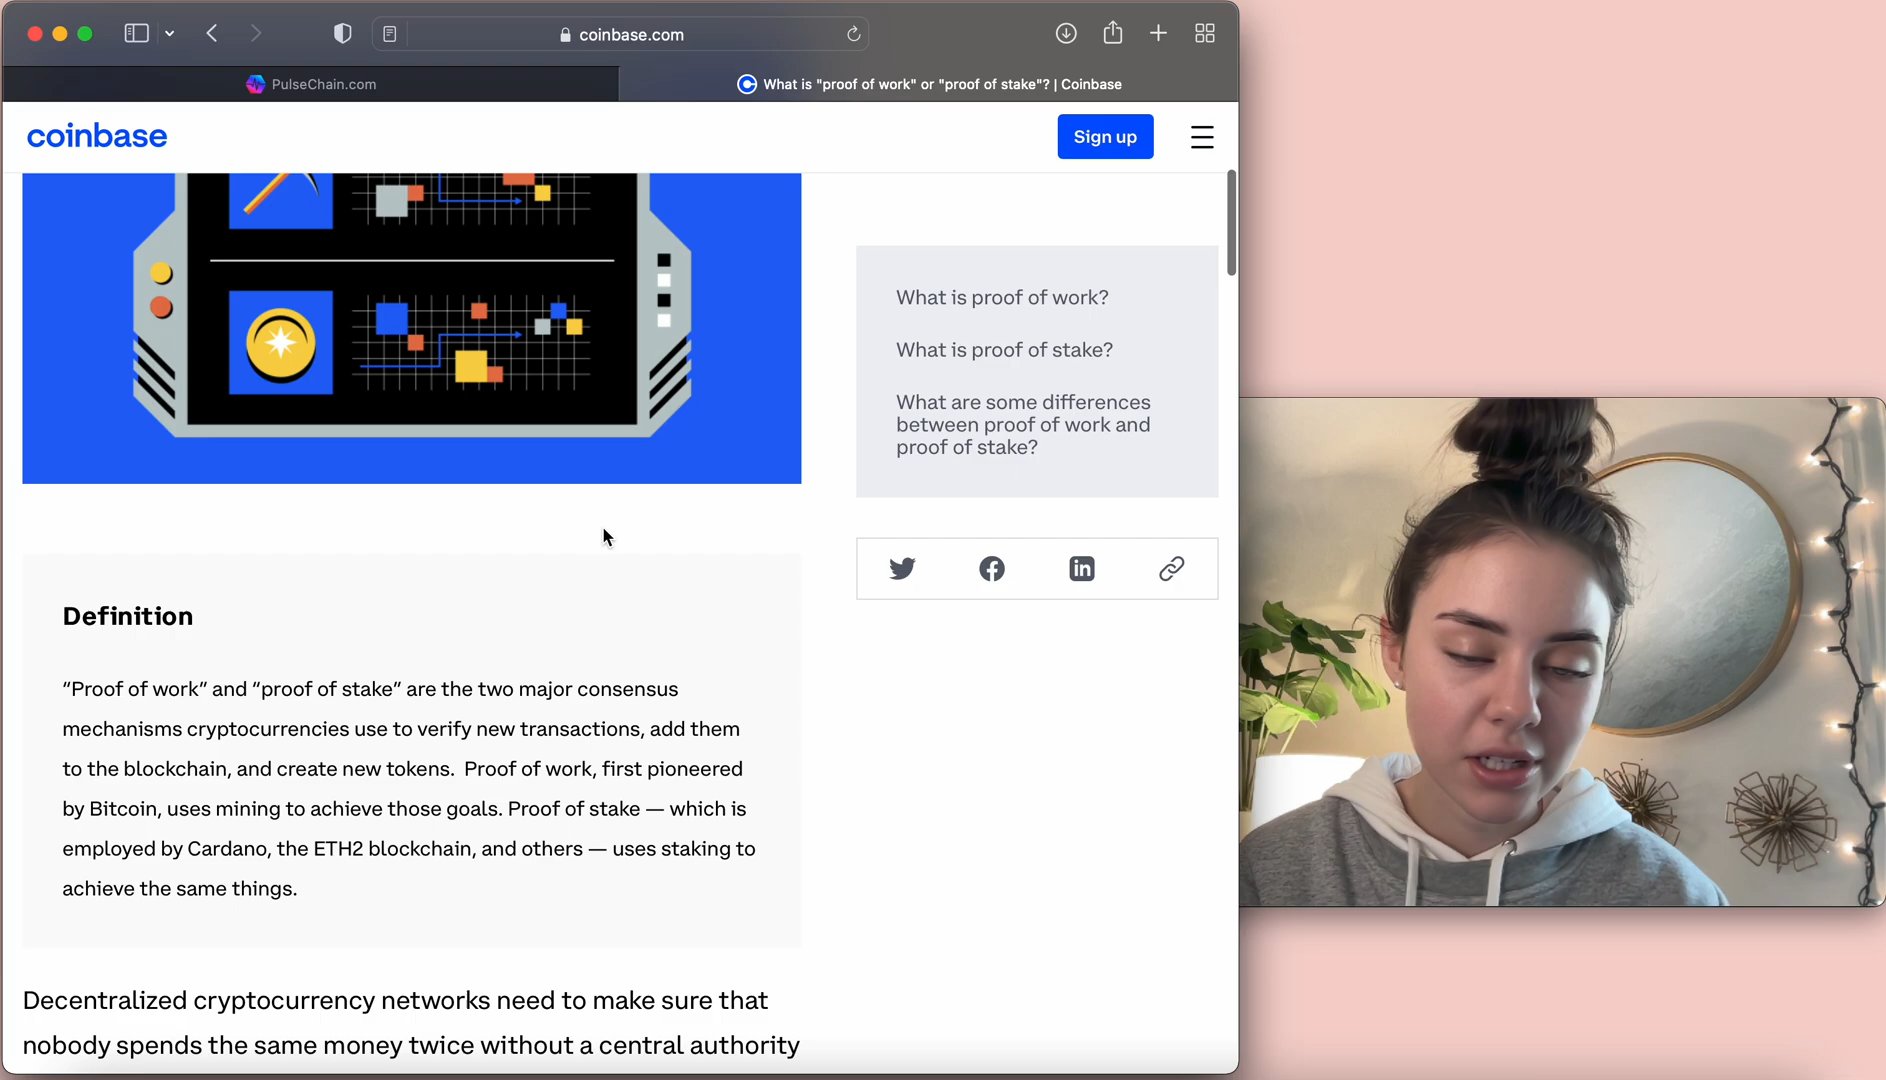 coinbase.com
PulseChain.com
What is "proof of work" or "proof of stake"? | Coinbase
coinbase
Sign up
What is proof of work?
What is proof of stake?
What are some differences
between proof of work and
proof of stake?
in
Definition
“Proof of work” and “proof of stake” are the two major consensus
mechanisms cryptocurrencies use to verify new transactions, add them
to the blockchain, and create new tokens.  Proof of work, first pioneered
by Bitcoin, uses mining to achieve those goals. Proof of stake — which is
employed by Cardano, the ETH2 blockchain, and others — uses staking to
achieve the same things.
Decentralized cryptocurrency networks need to make sure that
nobody spends the same money twice without a central authority